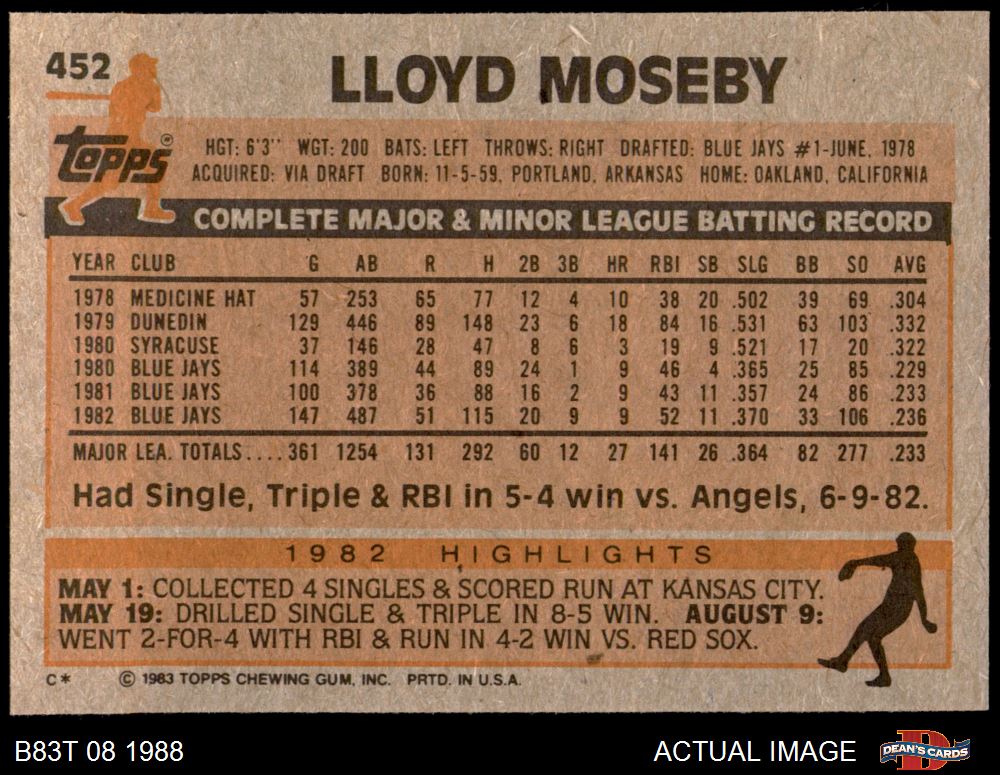 452
LLOYD MOSEBY
Topps®
HGT: 6'3'' WGT: 200 BATS: LEFT THROWS: RIGHT DRAFTED: BLUE JAYS #1-JUNE, 1978
ACQUIRED: VIA DRAFT BORN: 11-5-59, PORTLAND, ARKANSAS HOME: OAKLAND, CALIFORNIA
COMPLETE MAJOR & MINOR LEAGUE BATTING RECORD
YEAR CLUB G AB R H 2B 3B HR RBI SB SLG BB SO AVG
1978 MEDICINE HAT 57 253 65 77 12 4 10 38 20 .502 39 69 .304
1979 DUNEDIN 129 446 89 148 23 6 18 84 16 .531 63 103 .332
1980 SYRACUSE 37 146 28 47 8 6 3 19 9 .521 17 20 .322
1980 BLUE JAYS 114 389 44 89 24 1 9 46 4 .365 25 85 .229
1981 BLUE JAYS 100 378 36 88 16 2 9 43 11 .357 24 86 .233
1982 BLUE JAYS 147 487 51 115 20 9 9 52 11 .370 33 106 .236
MAJOR LEA. TOTALS....361 1254 131 292 60 12 27 141 26 .364 82 277 .233
Had Single, Triple & RBI in 5-4 win vs. Angels, 6-9-82.
1982 HIGHLIGHTS
MAY 1: COLLECTED 4 SINGLES & SCORED RUN AT KANSAS CITY.
MAY 19: DRILLED SINGLE & TRIPLE IN 8-5 WIN. AUGUST 9:
WENT 2-FOR-4 WITH RBI & RUN IN 4-2 WIN VS. RED SOX.
C* © 1983 TOPPS CHEWING GUM, INC. PRTD. IN U.S.A.
B83T 08 1988 ACTUAL IMAGE DEAN'S CARDS